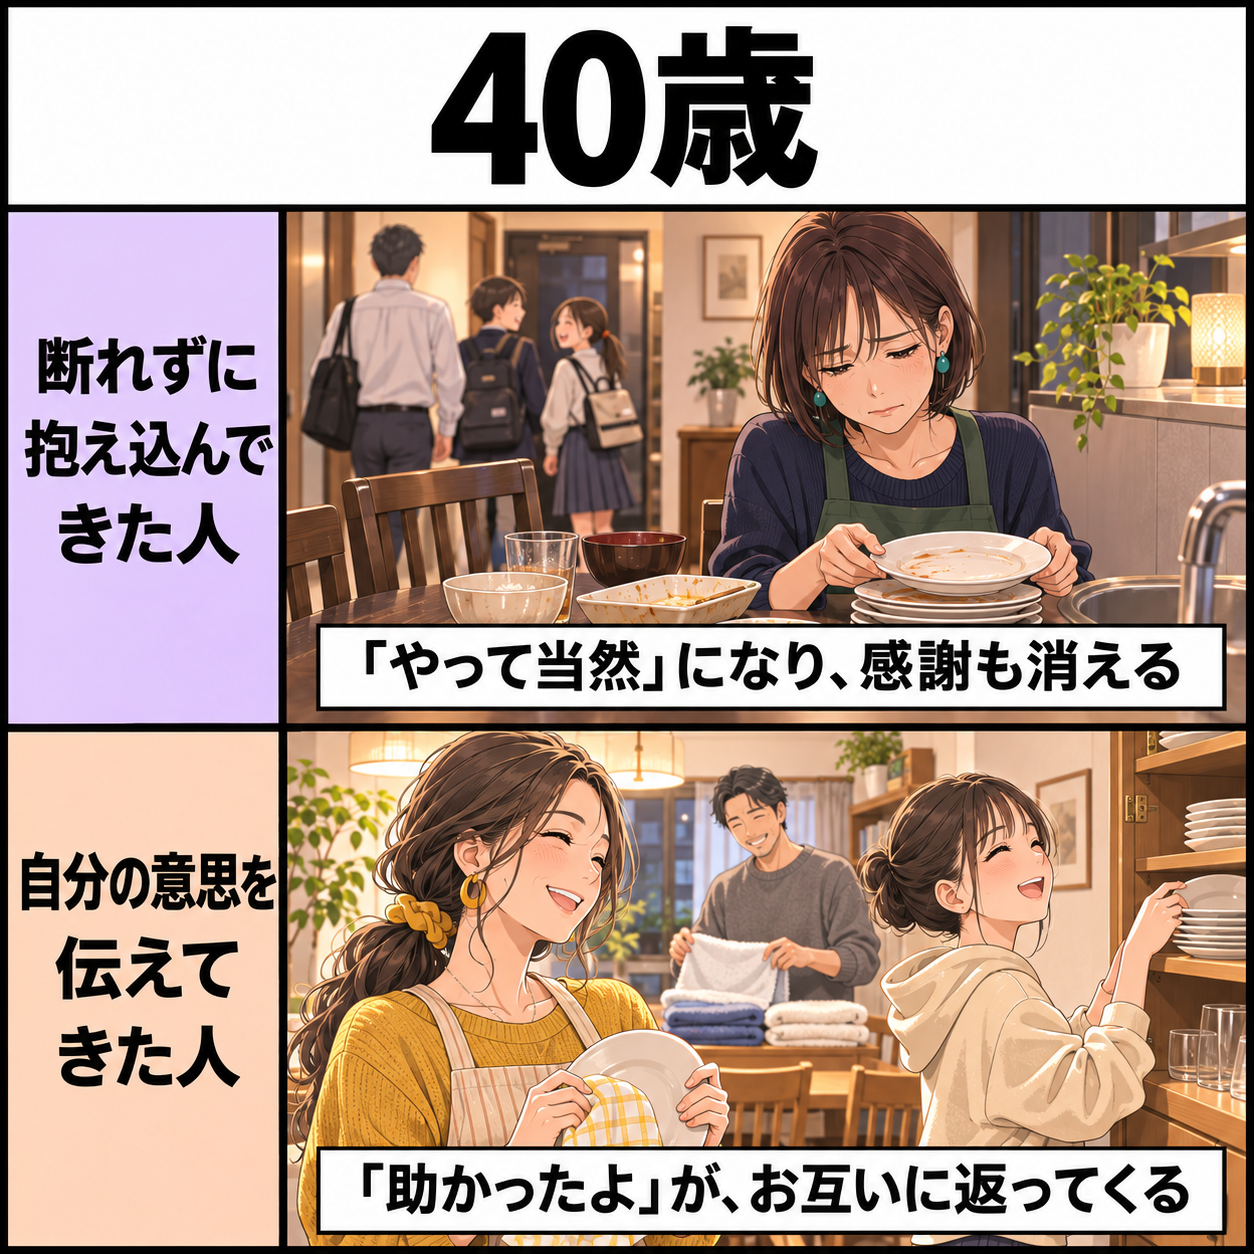 40歳
断れずに
抱え込んで
きた人
「やって当然」になり、感謝も消える
自分の意思を
伝えて
きた人
「助かったよ」が、お互いに返ってくる